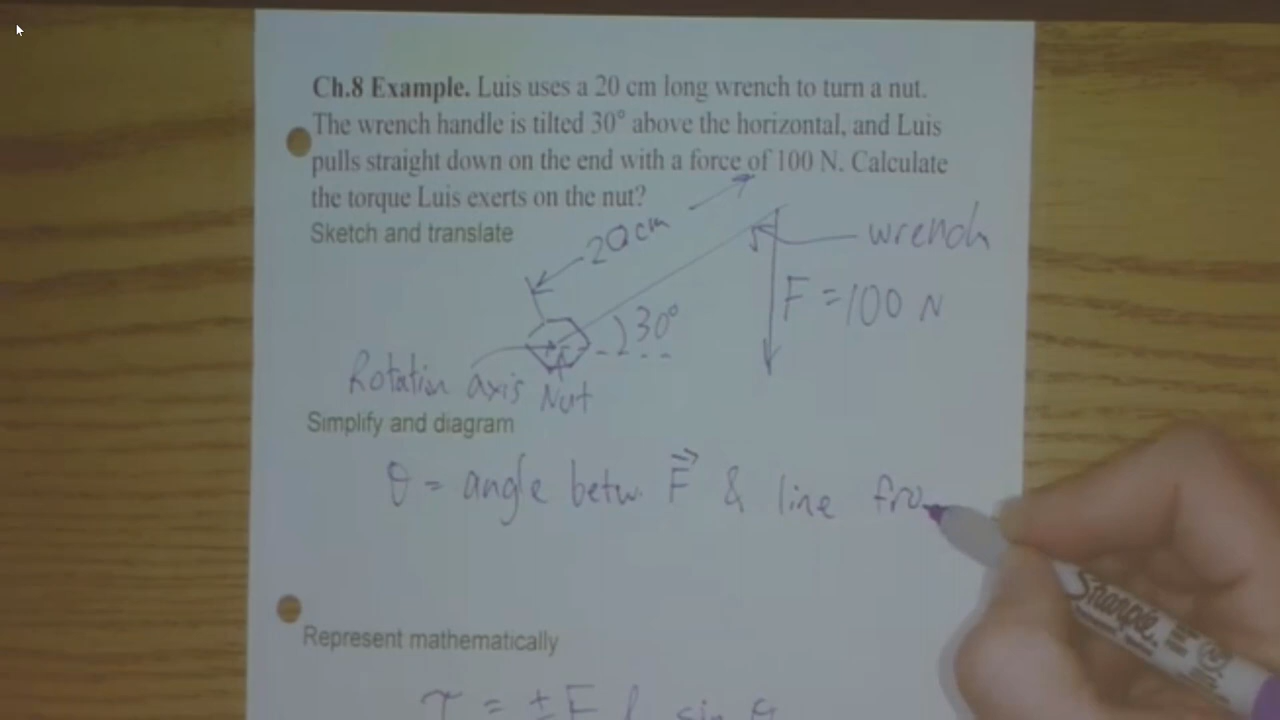 Ch.8 Example. Luis uses a 20 cm long wrench to turn a nut.
The wrench handle is tilted 30° above the horizontal, and Luis
pulls straight down on the end with a force of 100 N. Calculate
the torque Luis exerts on the nut?
Sketch and translate
20cm
wrench
F = 100 N
30°
Rotation axis
Nut
Simplify and diagram
θ = angle betw. F & line fro
Sharpie
Represent mathematically
τ = ± F l sin θ